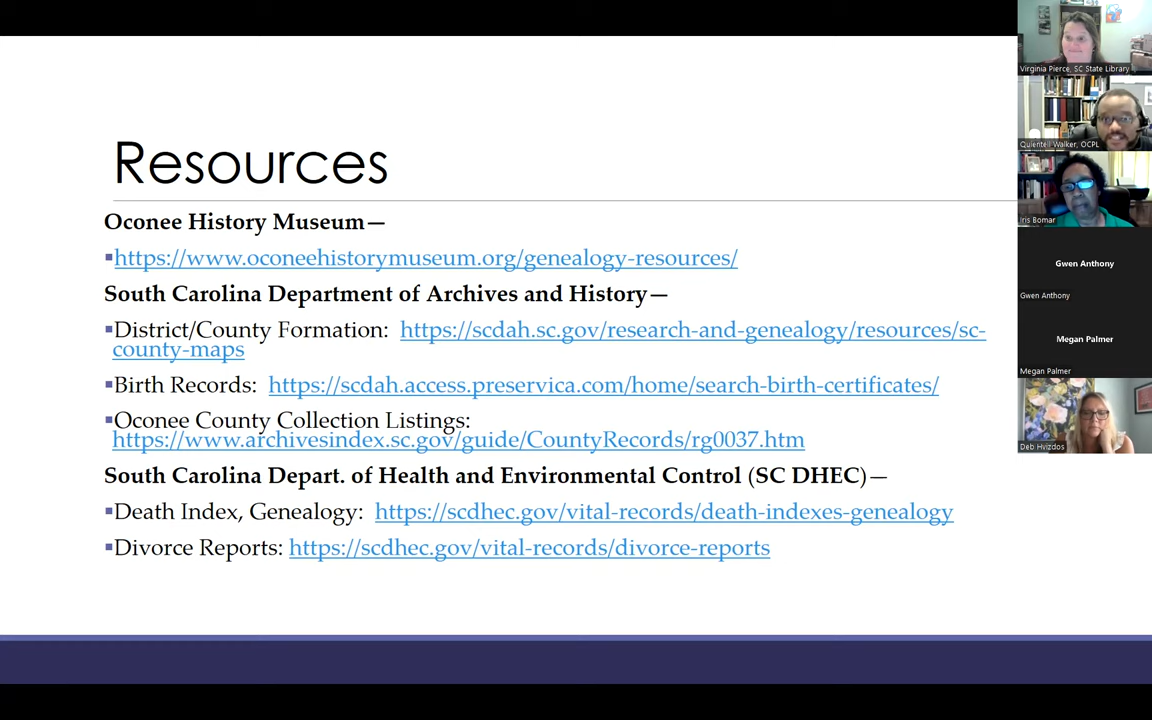 Resources
Oconee History Museum—
▪https://www.oconeehistorymuseum.org/genealogy-resources/
South Carolina Department of Archives and History—
▪District/County Formation: https://scdah.sc.gov/research-and-genealogy/resources/sc-
county-maps
▪Birth Records: https://scdah.access.preservica.com/home/search-birth-certificates/
▪Oconee County Collection Listings:
https://www.archivesindex.sc.gov/guide/CountyRecords/rg0037.htm
South Carolina Depart. of Health and Environmental Control (SC DHEC)—
▪Death Index, Genealogy: https://scdhec.gov/vital-records/death-indexes-genealogy
▪Divorce Reports: https://scdhec.gov/vital-records/divorce-reports
Virginia Pierce, SC State Library
Quientell Walker, OCPL
Iris Bomar
Gwen Anthony
Gwen Anthony
Megan Palmer
Megan Palmer
Deb Hvizdos